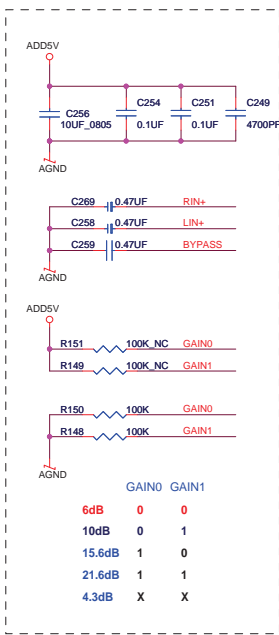 ADD5V
C254 C251 C249
C256
10UF_0805 0.1UF 0.1UF 4700PF
AGND
C269 0.47UF RIN+
C258 0.47UF LIN+
C259 0.47UF BYPASS
AGND
ADD5V
R151 100K_NC GAIN0
R149 100K_NC GAIN1
R150 100K GAIN0
R148 100K GAIN1
AGND
GAIN0 GAIN1
6dB 0 0
10dB 0 1
15.6dB 1 0
21.6dB 1 1
4.3dB X X